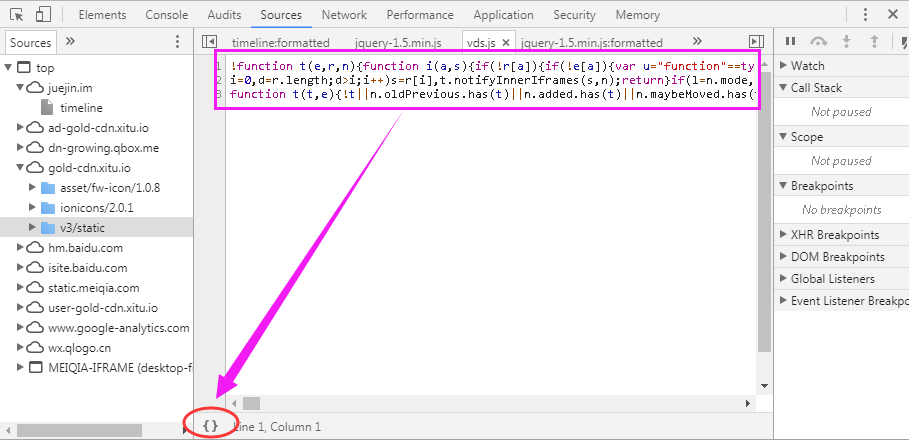 Elements Console Audits Sources Network Performance Application Security Memory
Sources
timeline:formatted jquery-1.5.min.js vds.js jquery-1.5.min.js:formatted
top
juejin.im
timeline
ad-gold-cdn.xitu.io
dn-growing.qbox.me
gold-cdn.xitu.io
asset/fw-icon/1.0.8
ionicons/2.0.1
v3/static
hm.baidu.com
isite.baidu.com
static.meiqia.com
user-gold-cdn.xitu.io
www.google-analytics.com
wx.qlogo.cn
MEIQIA-IFRAME (desktop-f
1 !function t(e,r,n){function i(a,s){if(!r[a]){if(!e[a]){var u="function"==ty
2 i=0,d=r.length;d>i;i++)s=r[i],t.notifyInnerIframes(s,n);return}if(l=n.mode,
3 function t(t,e){!t||n.oldPrevious.has(t)||n.added.has(t)||n.maybeMoved.has(
{} Line 1, Column 1
Watch
Call Stack
Not paused
Scope
Not paused
Breakpoints
No breakpoints
XHR Breakpoints
DOM Breakpoints
Global Listeners
Event Listener Breakpo